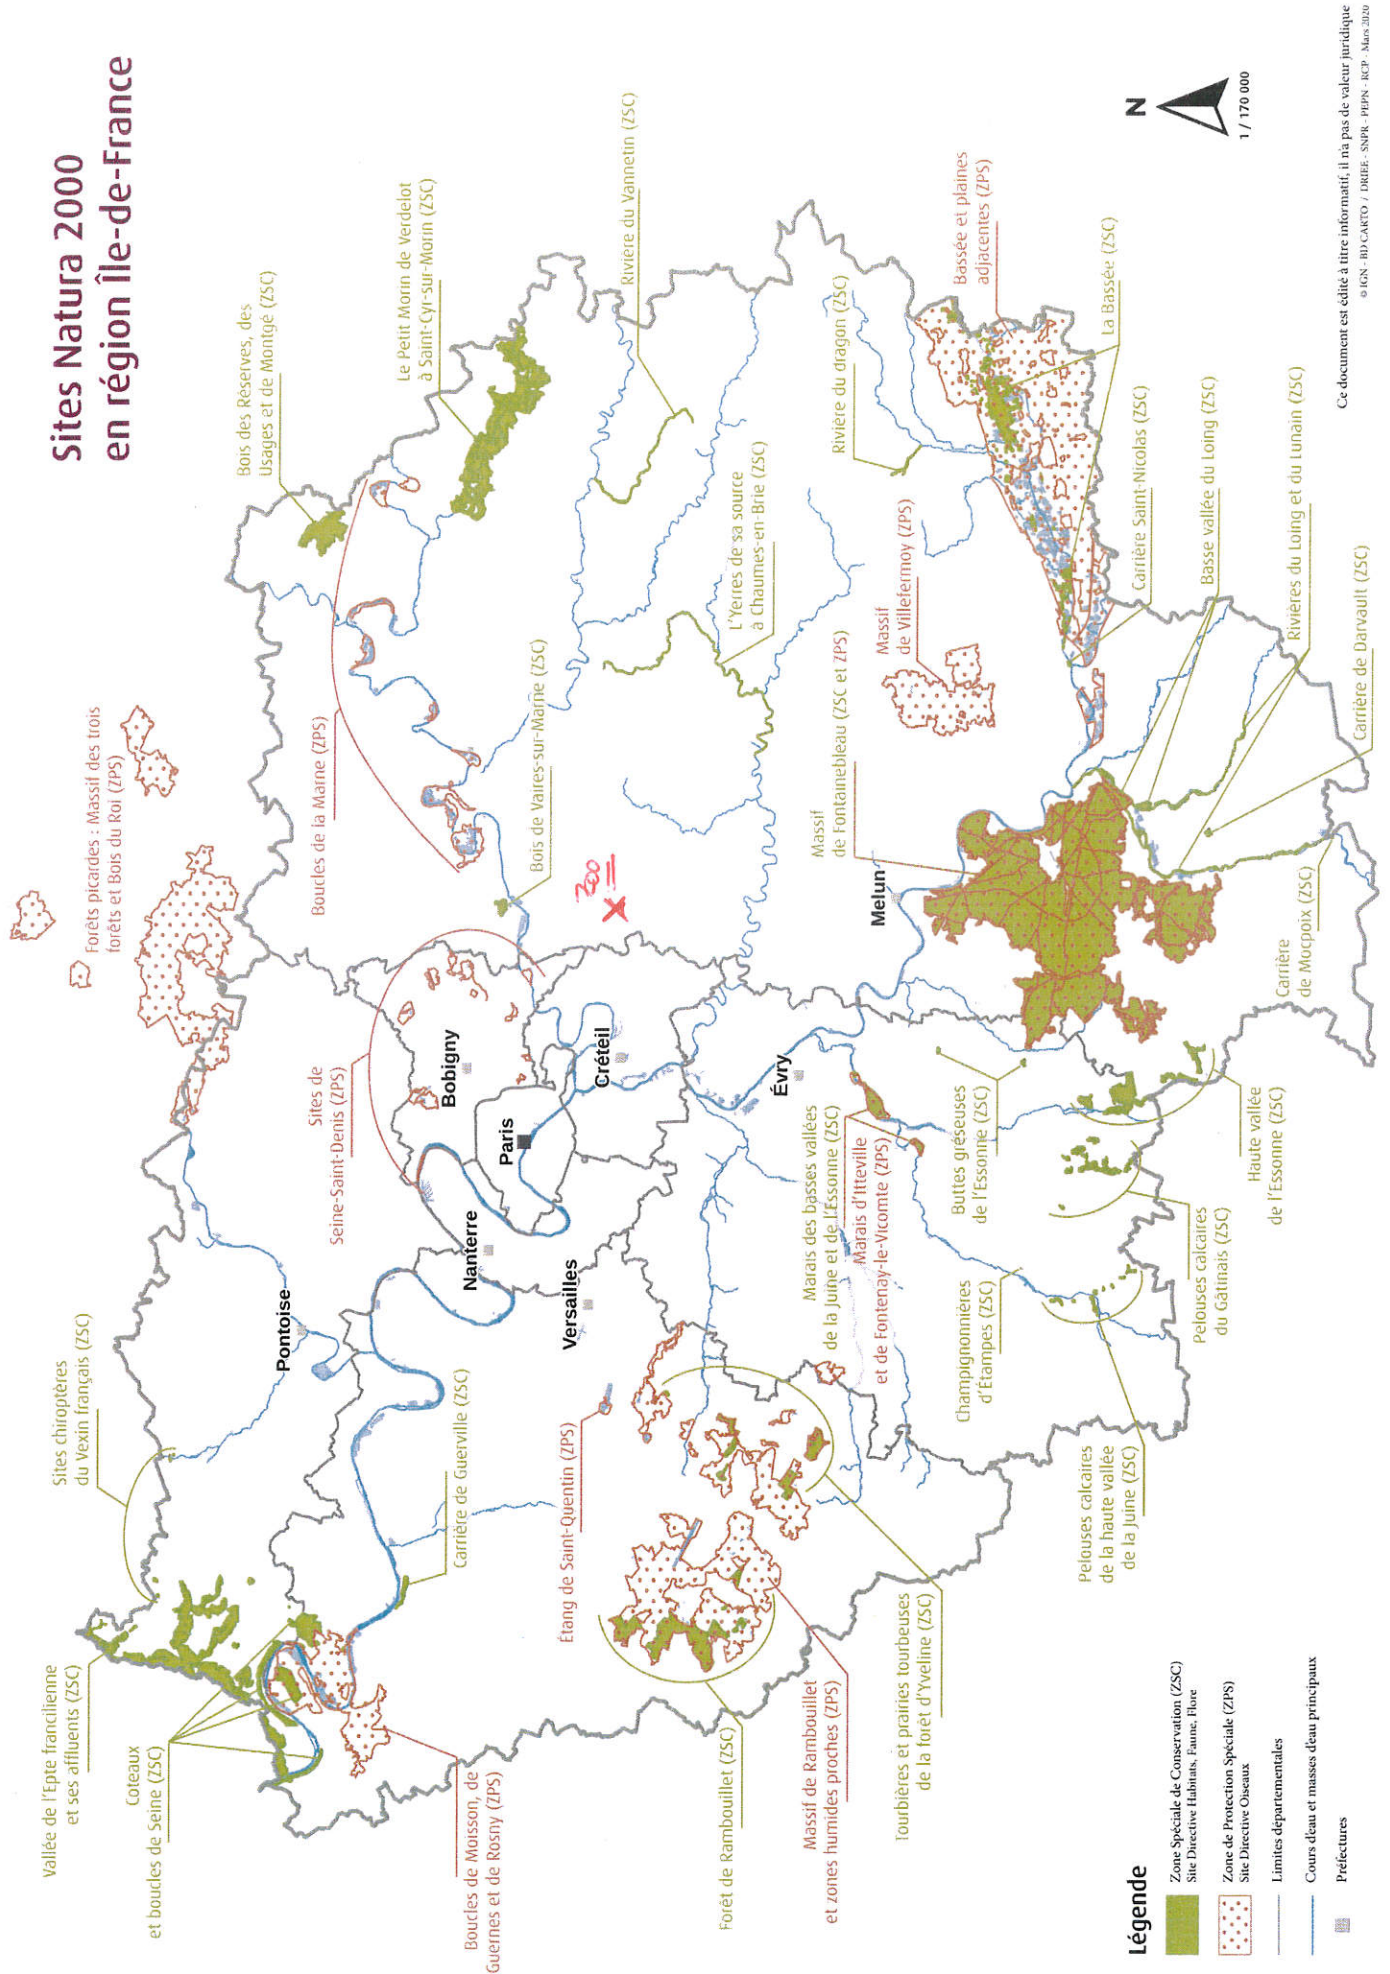 Sites Natura 2000
en région Île-de-France
Vallée de l'Epte francilienne
et ses affluents (ZSC)
Sites chiroptères
du Vexin français (ZSC)
Forêts picardes : Massif des trois
forêts et Bois du Roi (ZPS)
Bois des Réserves, des
Usages et de Montgé (ZSC)
Coteaux
et boucles de Seine (ZSC)
Pontoise
Sites de
Seine-Saint-Denis (ZPS)
Boucles de la Marne (ZPS)
Le Petit Morin de Verdelot
à Saint-Cyr-sur-Morin (ZSC)
Boucles de Moisson, de
Guernes et de Rosny (ZPS)
Carrière de Guerville (ZSC)
Nanterre
Bobigny
Paris
Bois de Vaires-sur-Marne (ZSC)
Étang de Saint-Quentin (ZPS)
Versailles
Créteil
300
Rivière du Vannetin (ZSC)
Forêt de Rambouillet (ZSC)
L'Yerres de sa source
à Chaumes-en-Brie (ZSC)
Évry
Massif de Rambouillet
et zones humides proches (ZPS)
Marais des basses vallées
de la Juine et de l'Essonne (ZSC)
Marais d'Itteville
et de Fontenay-le-Vicomte (ZPS)
Massif
de Fontainebleau (ZSC et ZPS)
Melun
Massif
de Villefermoy (ZPS)
Rivière du dragon (ZSC)
Bassée et plaines
adjacentes (ZPS)
Tourbières et prairies tourbeuses
de la forêt d'Yveline (ZSC)
Champignonnières
d'Étampes (ZSC)
Buttes gréseuses
de l'Essonne (ZSC)
La Bassée (ZSC)
Pelouses calcaires
de la haute vallée
de la Juine (ZSC)
Pelouses calcaires
du Gâtinais (ZSC)
Haute vallée
de l'Essonne (ZSC)
Carrière
de Mocpoix (ZSC)
Carrière Saint-Nicolas (ZSC)
Basse vallée du Loing (ZSC)
Rivières du Loing et du Lunain (ZSC)
Carrière de Darvault (ZSC)
N
1 / 170 000
Légende
Zone Spéciale de Conservation (ZSC)
Site Directive Habitats, Faune, Flore
Zone de Protection Spéciale (ZPS)
Site Directive Oiseaux
Limites départementales
Cours d'eau et masses d'eau principaux
Préfectures
Ce document est édité à titre informatif, il n'a pas de valeur juridique
© IGN - BD CARTO / DRIEE - SNPR - PEPN - RCP - Mars 2020